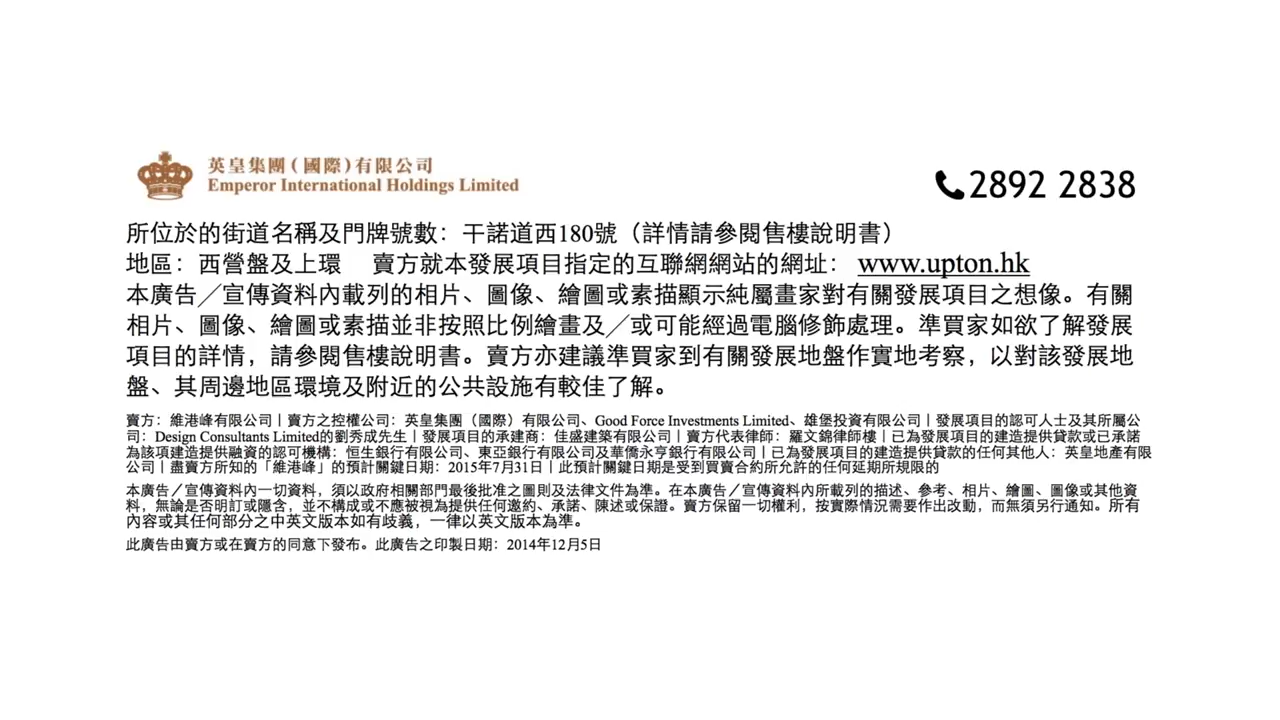 英皇集團(國際)有限公司
Emperor International Holdings Limited
2892 2838
所位於的街道名稱及門牌號數：干諾道西180號（詳情請參閱售樓說明書）
地區：西營盤及上環 賣方就本發展項目指定的互聯網網站的網址： www.upton.hk
本廣告／宣傳資料內載列的相片、圖像、繪圖或素描顯示純屬畫家對有關發展項目之想像。有關
相片、圖像、繪圖或素描並非按照比例繪畫及／或可能經過電腦修飾處理。準買家如欲了解發展
項目的詳情，請參閱售樓說明書。賣方亦建議準買家到有關發展地盤作實地考察，以對該發展地
盤、其周邊地區環境及附近的公共設施有較佳了解。
賣方：維港峰有限公司丨賣方之控權公司：英皇集團（國際）有限公司、Good Force Investments Limited、雄堡投資有限公司丨發展項目的認可人士及其所屬公
司：Design Consultants Limited的劉秀成先生丨發展項目的承建商：佳盛建築有限公司丨賣方代表律師：羅文錦律師樓丨已為發展項目的建造提供貸款或已承諾
為該項建造提供融資的認可機構：恒生銀行有限公司、東亞銀行有限公司及華僑永亨銀行有限公司丨已為發展項目的建造提供貸款的任何其他人：英皇地產有限
公司丨盡賣方所知的「維港峰」的預計關鍵日期：2015年7月31日丨此預計關鍵日期是受到買賣合約所允許的任何延期所規限的
本廣告／宣傳資料內一切資料，須以政府相關部門最後批准之圖則及法律文件為準。在本廣告／宣傳資料內所載列的描述、參考、相片、繪圖、圖像或其他資
料，無論是否明訂或隱含，並不構成或不應被視為提供任何邀約、承諾、陳述或保證。賣方保留一切權利，按實際情況需要作出改動，而無須另行通知。所有
內容或其任何部分之中英文版本如有歧義，一律以英文版本為準。
此廣告由賣方或在賣方的同意下發布。此廣告之印製日期：2014年12月5日